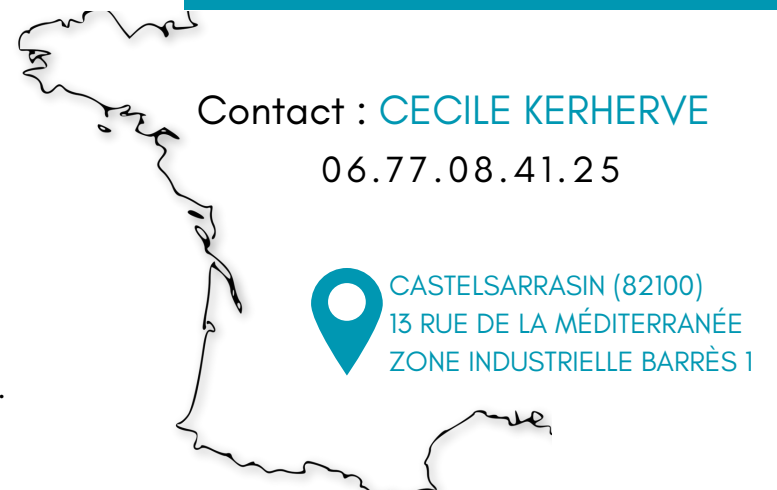 Contact : CECILE KERHERVE
06.77.08.41.25
CASTELSARRASIN (82100)
13 RUE DE LA MÉDITERRANÉE
ZONE INDUSTRIELLE BARRÈS 1
.